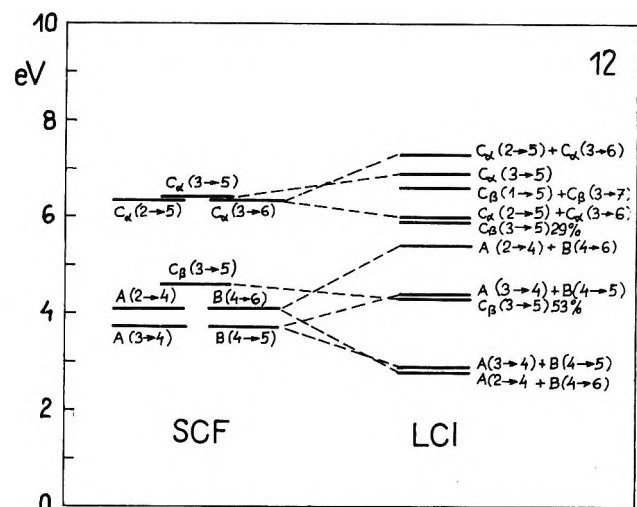 10
eV
12
8
6
4
2
0
Cα(3→5)
Cα(2→5) Cα(3→6)
Cβ(3→5)
A(2→4) B(4→6)
A(3→4) B(4→5)
SCF
Cα(2→5)+Cα(3→6)
Cα(3→5)
Cβ(1→5)+Cβ(3→7)
Cα(2→5)+Cα(3→6)
Cβ(3→5)29%
A(2→4)+B(4→6)
A(3→4)+B(4→5)
Cβ(3→5)53%
A(3→4)+B(4→5)
A(2→4+B(4→6)
LCI